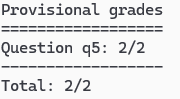 Provisional grades
==================
Question q5: 2/2
------------------
Total: 2/2